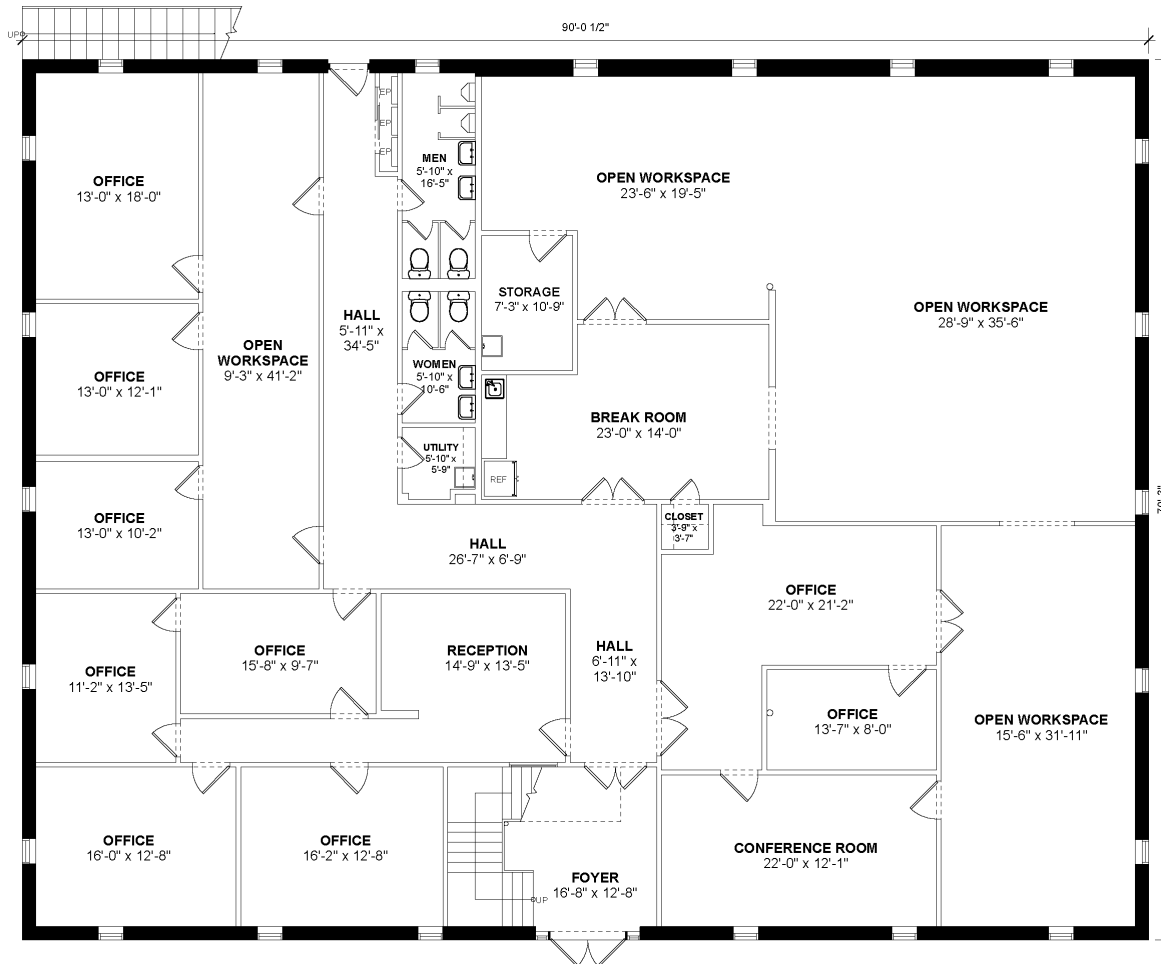 90'-0 1/2"
UP
EP
EP
EP
MEN
5'-10" x
16'-5"
OFFICE
13'-0" x 18'-0"
OPEN WORKSPACE
23'-6" x 19'-5"
STORAGE
7'-3" x 10'-9"
HALL
5'-11" x
34'-5"
OPEN WORKSPACE
28'-9" x 35'-6"
OPEN
WORKSPACE
9'-3" x 41'-2"
OFFICE
13'-0" x 12'-1"
WOMEN
5'-10" x
10'-6"
BREAK ROOM
23'-0" x 14'-0"
UTILITY
5'-10" x
5'-9"
REF
OFFICE
13'-0" x 10'-2"
CLOSET
3'-9" x
3'-7"
HALL
26'-7" x 6'-9"
OFFICE
22'-0" x 21'-2"
OFFICE
11'-2" x 13'-5"
OFFICE
15'-8" x 9'-7"
RECEPTION
14'-9" x 13'-5"
HALL
6'-11" x
13'-10"
OFFICE
13'-7" x 8'-0"
OPEN WORKSPACE
15'-6" x 31'-11"
OFFICE
16'-0" x 12'-8"
OFFICE
16'-2" x 12'-8"
FOYER
16'-8" x 12'-8"
UP
CONFERENCE ROOM
22'-0" x 12'-1"